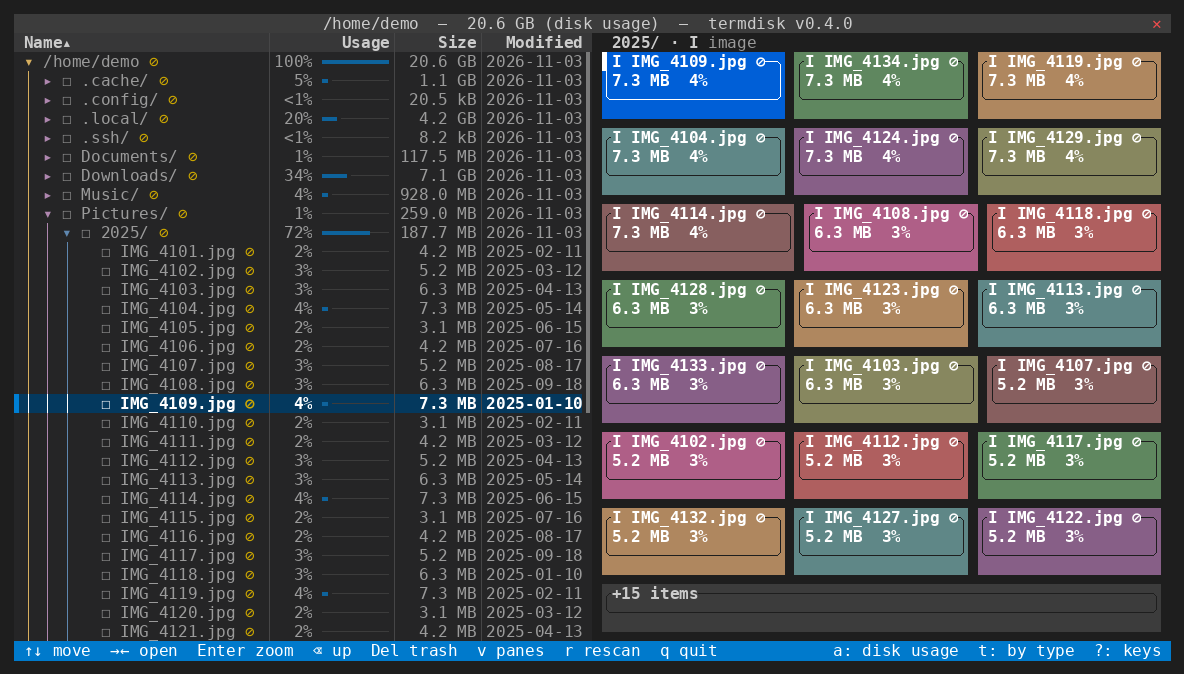 /home/demo — 20.6 GB (disk usage) — termdisk v0.4.0 ✕
Name▴ Usage Size Modified
▾ /home/demo ⊘ 100% 20.6 GB 2026-11-03
▸ □ .cache/ ⊘ 5% 1.1 GB 2026-11-03
▸ □ .config/ ⊘ <1% 20.5 kB 2026-11-03
▸ □ .local/ ⊘ 20% 4.2 GB 2026-11-03
▸ □ .ssh/ ⊘ <1% 8.2 kB 2026-11-03
▸ □ Documents/ ⊘ 1% 117.5 MB 2026-11-03
▸ □ Downloads/ ⊘ 34% 7.1 GB 2026-11-03
▸ □ Music/ ⊘ 4% 928.0 MB 2026-11-03
▾ □ Pictures/ ⊘ 1% 259.0 MB 2026-11-03
▾ □ 2025/ ⊘ 72% 187.7 MB 2026-11-03
□ IMG_4101.jpg ⊘ 2% 4.2 MB 2025-02-11
□ IMG_4102.jpg ⊘ 3% 5.2 MB 2025-03-12
□ IMG_4103.jpg ⊘ 3% 6.3 MB 2025-04-13
□ IMG_4104.jpg ⊘ 4% 7.3 MB 2025-05-14
□ IMG_4105.jpg ⊘ 2% 3.1 MB 2025-06-15
□ IMG_4106.jpg ⊘ 2% 4.2 MB 2025-07-16
□ IMG_4107.jpg ⊘ 3% 5.2 MB 2025-08-17
□ IMG_4108.jpg ⊘ 3% 6.3 MB 2025-09-18
□ IMG_4109.jpg ⊘ 4% 7.3 MB 2025-01-10
□ IMG_4110.jpg ⊘ 2% 3.1 MB 2025-02-11
□ IMG_4111.jpg ⊘ 2% 4.2 MB 2025-03-12
□ IMG_4112.jpg ⊘ 3% 5.2 MB 2025-04-13
□ IMG_4113.jpg ⊘ 3% 6.3 MB 2025-05-14
□ IMG_4114.jpg ⊘ 4% 7.3 MB 2025-06-15
□ IMG_4115.jpg ⊘ 2% 3.1 MB 2025-07-16
□ IMG_4116.jpg ⊘ 2% 4.2 MB 2025-08-17
□ IMG_4117.jpg ⊘ 3% 5.2 MB 2025-09-18
□ IMG_4118.jpg ⊘ 3% 6.3 MB 2025-01-10
□ IMG_4119.jpg ⊘ 4% 7.3 MB 2025-02-11
□ IMG_4120.jpg ⊘ 2% 3.1 MB 2025-03-12
□ IMG_4121.jpg ⊘ 2% 4.2 MB 2025-04-13
2025/ · I image
I IMG_4109.jpg ⊘ I IMG_4134.jpg ⊘ I IMG_4119.jpg ⊘
7.3 MB 4% 7.3 MB 4% 7.3 MB 4%
I IMG_4104.jpg ⊘ I IMG_4124.jpg ⊘ I IMG_4129.jpg ⊘
7.3 MB 4% 7.3 MB 4% 7.3 MB 4%
I IMG_4114.jpg ⊘ I IMG_4108.jpg ⊘ I IMG_4118.jpg ⊘
7.3 MB 4% 6.3 MB 3% 6.3 MB 3%
I IMG_4128.jpg ⊘ I IMG_4123.jpg ⊘ I IMG_4113.jpg ⊘
6.3 MB 3% 6.3 MB 3% 6.3 MB 3%
I IMG_4133.jpg ⊘ I IMG_4103.jpg ⊘ I IMG_4107.jpg ⊘
6.3 MB 3% 6.3 MB 3% 5.2 MB 3%
I IMG_4102.jpg ⊘ I IMG_4112.jpg ⊘ I IMG_4117.jpg ⊘
5.2 MB 3% 5.2 MB 3% 5.2 MB 3%
I IMG_4132.jpg ⊘ I IMG_4127.jpg ⊘ I IMG_4122.jpg ⊘
5.2 MB 3% 5.2 MB 3% 5.2 MB 3%
+15 items
↑↓ move →← open Enter zoom ⌫ up Del trash v panes r rescan q quit a: disk usage t: by type ?: keys